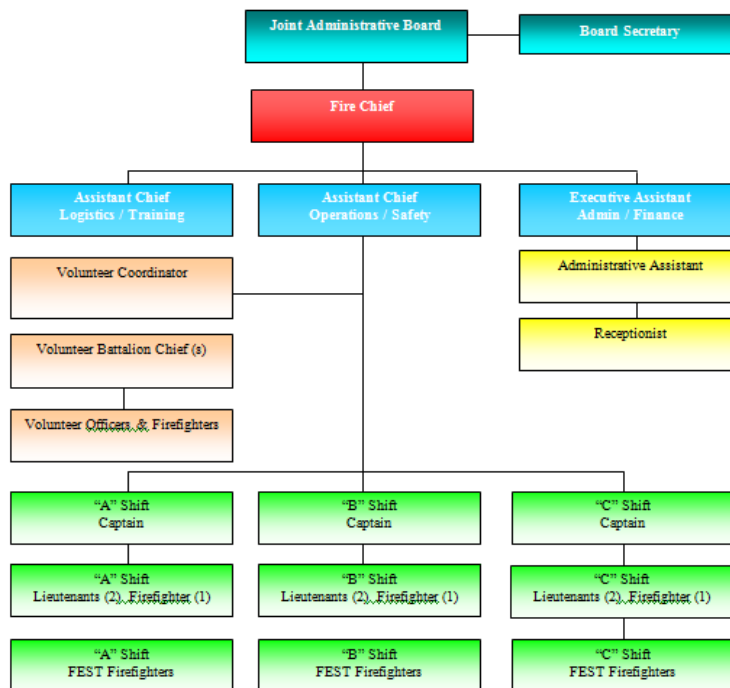 Joint Administrative Board
Board Secretary
Fire Chief
Assistant Chief
Logistics / Training
Assistant Chief
Operations / Safety
Executive Assistant
Admin / Finance
Volunteer Coordinator
Administrative Assistant
Receptionist
Volunteer Battalion Chief (s)
Volunteer Officers & Firefighters
“A” Shift
Captain
“B” Shift
Captain
“C” Shift
Captain
“A” Shift
Lieutenants (2), Firefighter (1)
“B” Shift
Lieutenants (2), Firefighter (1)
“C” Shift
Lieutenants (2), Firefighter (1)
“A” Shift
FEST Firefighters
“B” Shift
FEST Firefighters
“C” Shift
FEST Firefighters